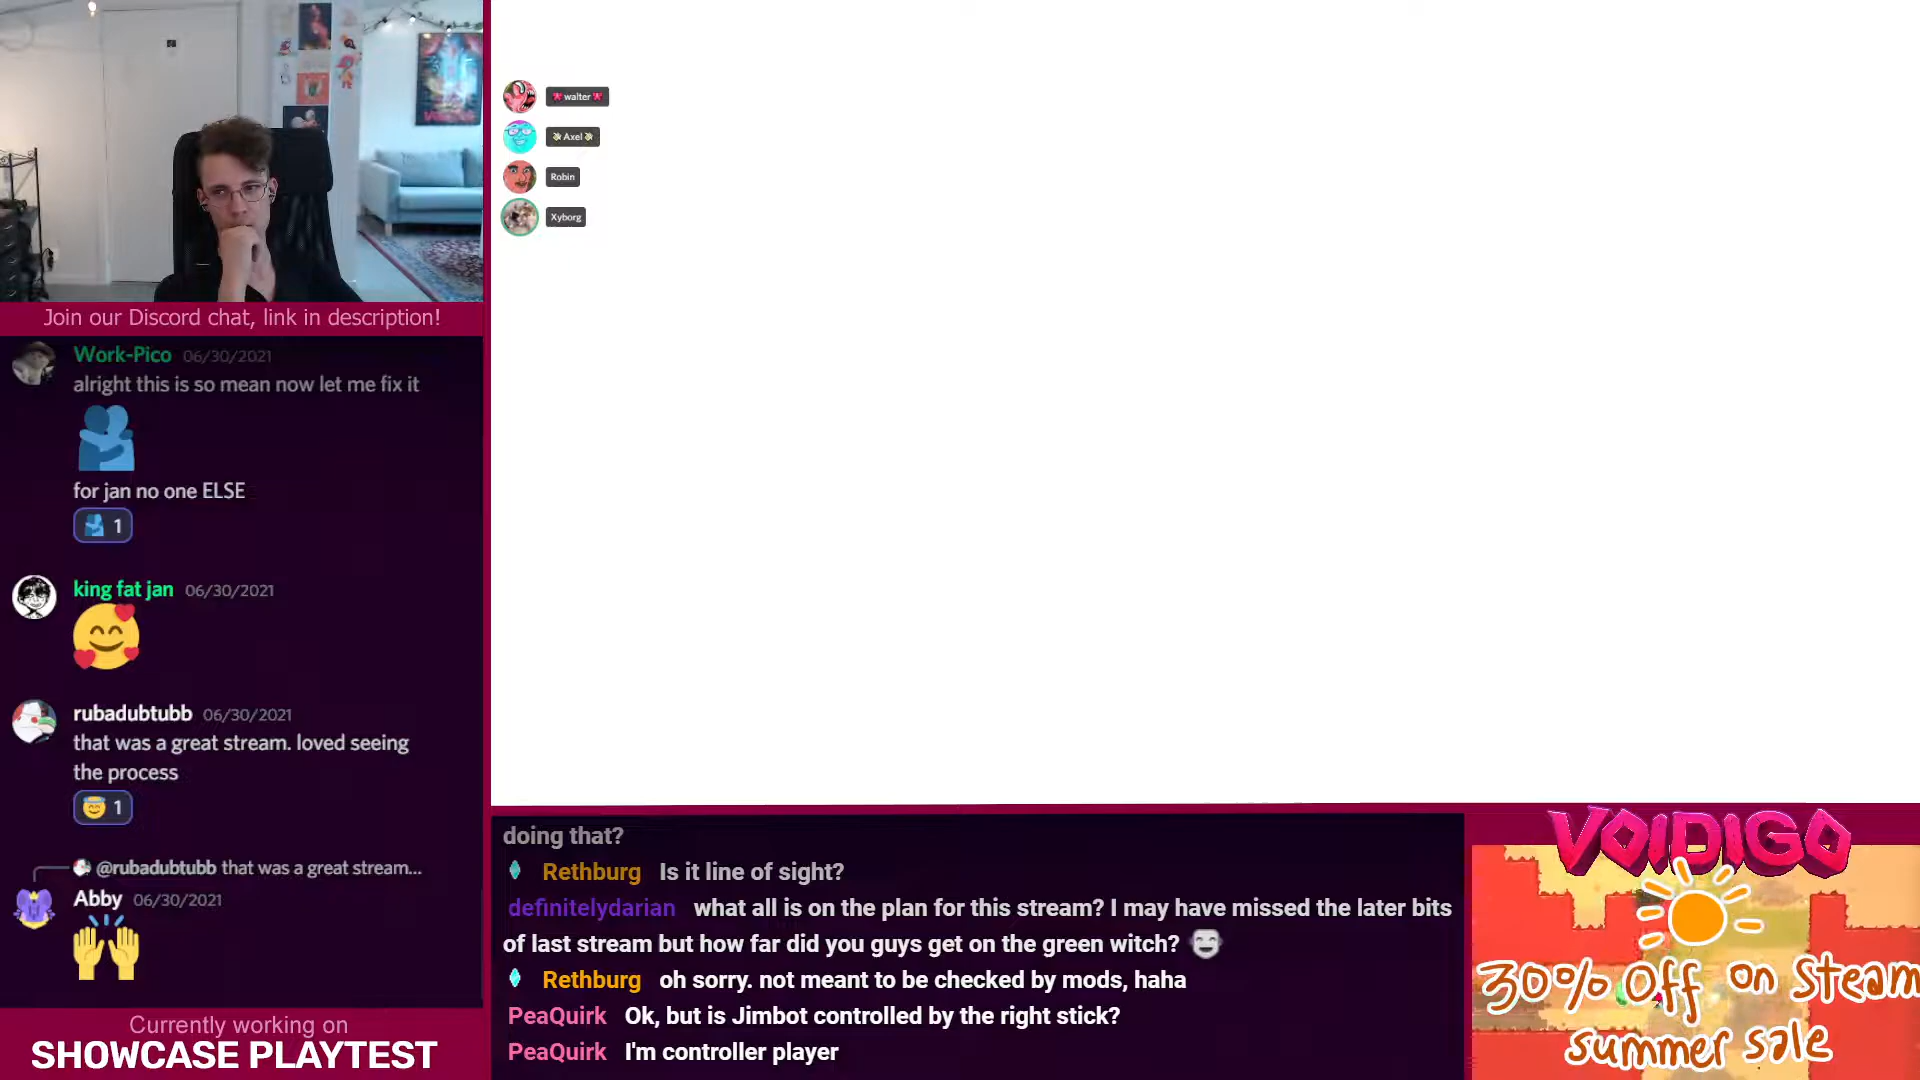 walter
Axel
Robin
Xyborg
Join our Discord chat, link in description!
Work-Pico 06/30/2021
alright this is so mean now let me fix it
for jan no one ELSE
1
king fat jan 06/30/2021
rubadubtubb 06/30/2021
that was a great stream. loved seeing
the process
1
@rubadubtubb that was a great stream...
Abby 06/30/2021
Currently working on
SHOWCASE PLAYTEST
doing that?
Rethburg Is it line of sight?
definitelydarian what all is on the plan for this stream? I may have missed the later bits
of last stream but how far did you guys get on the green witch?
Rethburg oh sorry. not meant to be checked by mods, haha
PeaQuirk Ok, but is Jimbot controlled by the right stick?
PeaQuirk I'm controller player
VOIDIGO
30% Off on Steam
summer sale